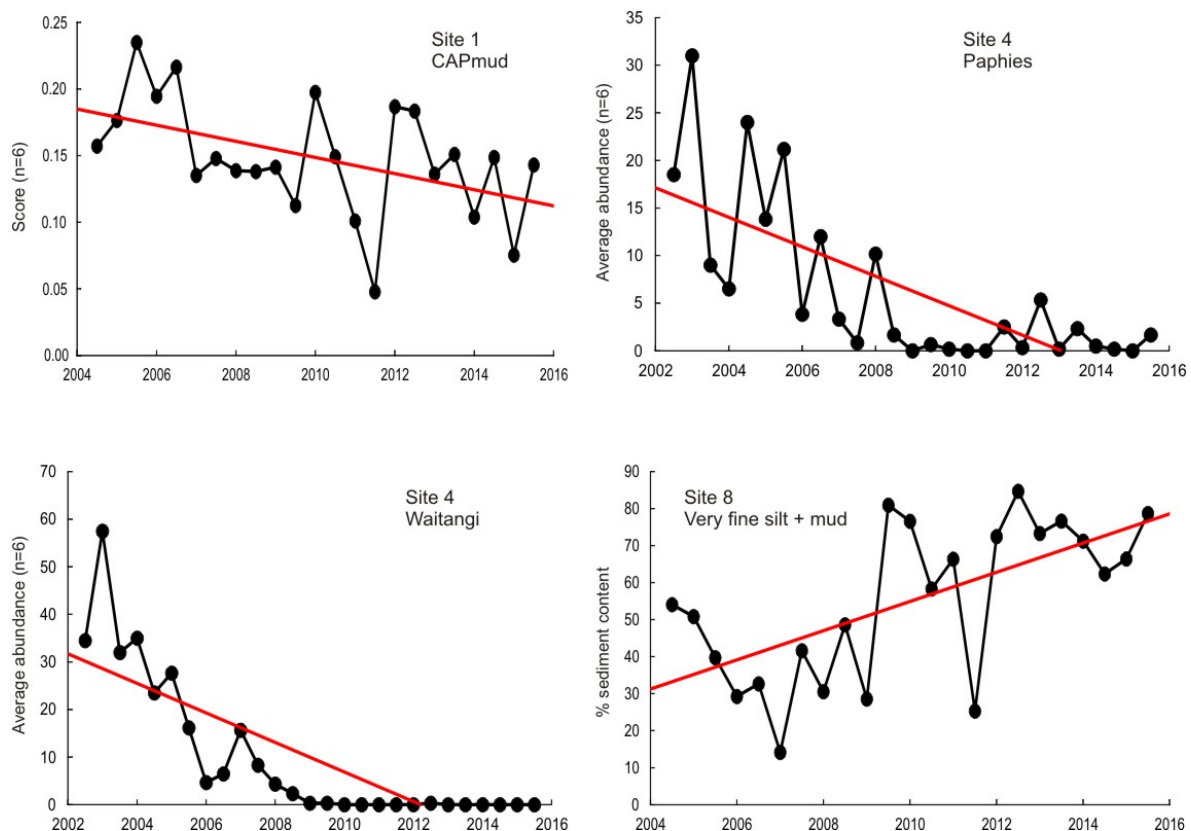 Site 1
CAPmud
Score (n=6)
0.25
0.20
0.15
0.10
0.05
0.00
2004 2006 2008 2010 2012 2014 2016
Site 4
Paphies
Average abundance (n=6)
35
30
25
20
15
10
5
0
2002 2004 2006 2008 2010 2012 2014 2016
Site 4
Waitangi
Average abundance (n=6)
70
60
50
40
30
20
10
0
2002 2004 2006 2008 2010 2012 2014 2016
Site 8
Very fine silt + mud
% sediment content
90
80
70
60
50
40
30
20
10
0
2004 2006 2008 2010 2012 2014 2016